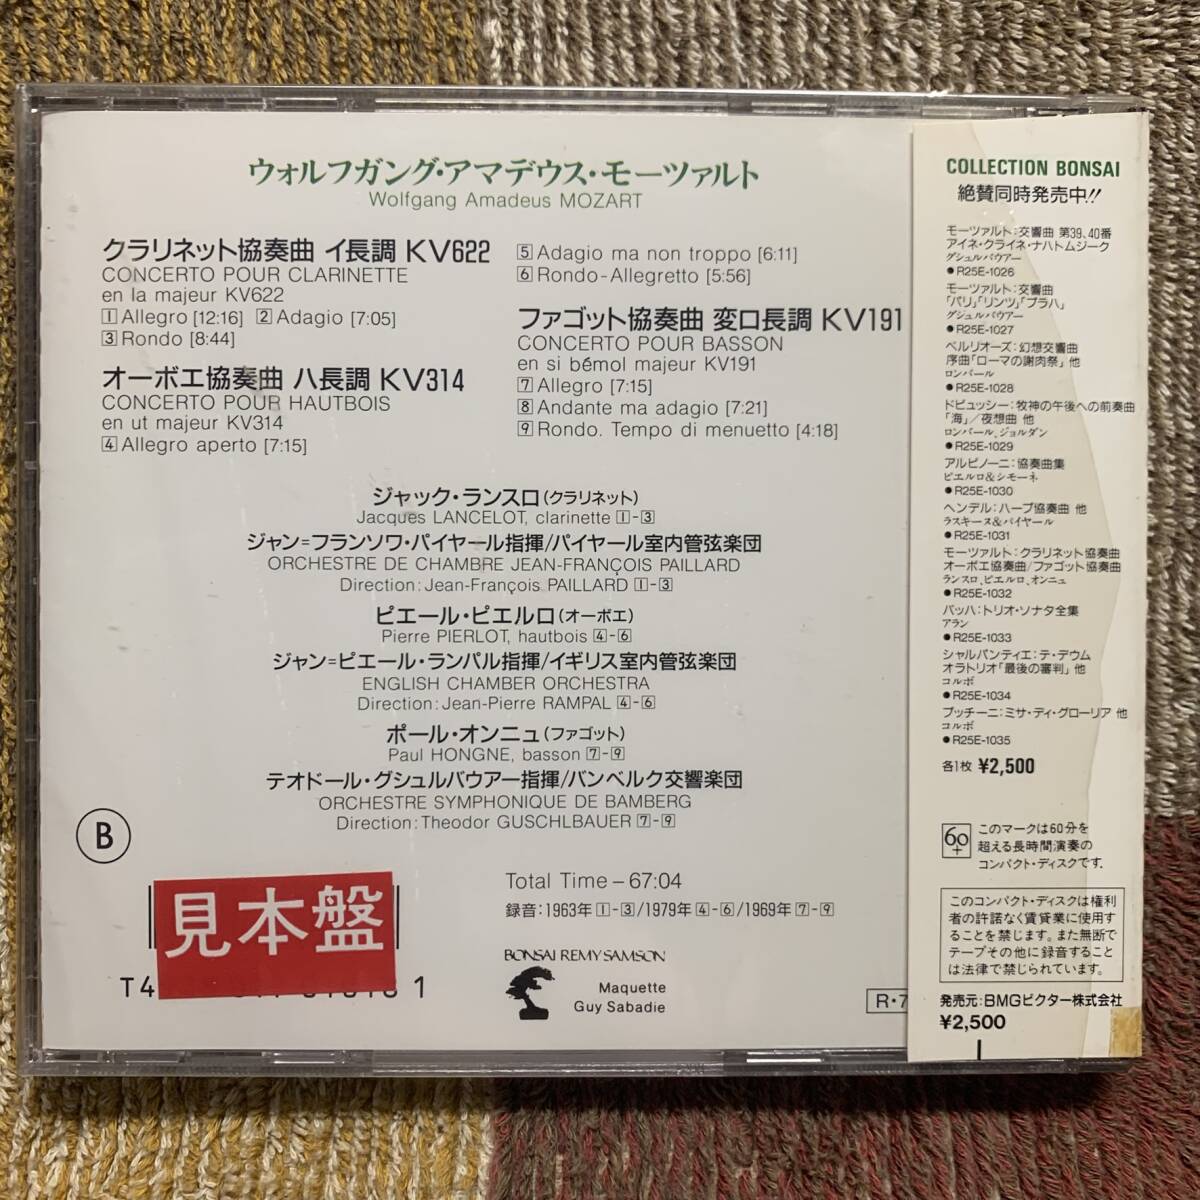 ウォルフガング・アマデウス・モーツァルト
Wolfgang Amadeus MOZART
クラリネット協奏曲 イ長調 KV622
CONCERTO POUR CLARINETTE
en la majeur KV622
1 Allegro [12:16] 2 Adagio [7:05]
3 Rondo [8:44]
オーボエ協奏曲 ハ長調 KV314
CONCERTO POUR HAUTBOIS
en ut majeur KV314
4 Allegro aperto [7:15]
5 Adagio ma non troppo [6:11]
6 Rondo-Allegretto [5:56]
ファゴット協奏曲 変ロ長調 KV191
CONCERTO POUR BASSON
en si bémol majeur KV191
7 Allegro [7:15]
8 Andante ma adagio [7:21]
9 Rondo. Tempo di menuetto [4:18]
ジャック・ランスロ(クラリネット)
Jacques LANCELOT, clarinette 1-3
ジャン=フランソワ・パイヤール指揮/パイヤール室内管弦楽団
ORCHESTRE DE CHAMBRE JEAN-FRANÇOIS PAILLARD
Direction: Jean-François PAILLARD 1-3
ピエール・ピエルロ(オーボエ)
Pierre PIERLOT, hautbois 4-6
ジャン=ピエール・ランパル指揮/イギリス室内管弦楽団
ENGLISH CHAMBER ORCHESTRA
Direction: Jean-Pierre RAMPAL 4-6
ポール・オンニュ(ファゴット)
Paul HONGNE, basson 7-9
テオドール・グシュルバウアー指揮/バンベルク交響楽団
ORCHESTRE SYMPHONIQUE DE BAMBERG
Direction: Theodor GUSCHLBAUER 7-9
B
Total Time – 67:04
録音:1963年 1-3/1979年 4-6/1969年 7-9
見本盤
T4
1
BONSAI REMY SAMSON
Maquette
Guy Sabadie
R・7
COLLECTION BONSAI
絶賛同時発売中!!
モーツァルト:交響曲 第39、40番
アイネ・クライネ・ナハトムジーク
グシュルバウアー
●R25E-1026
モーツァルト:交響曲
「パリ」「リンツ」「プラハ」
グシュルバウアー
●R25E-1027
ベルリオーズ:幻想交響曲
序曲「ローマの謝肉祭」他
ロンバール
●R25E-1028
ドビュッシー:牧神の午後への前奏曲
「海」/夜想曲 他
ロンバール、ジョルダン
●R25E-1029
アルビノーニ:協奏曲集
ピエルロ&シモーネ
●R25E-1030
ヘンデル:ハープ協奏曲 他
ラスキーヌ&パイヤール
●R25E-1031
モーツァルト:クラリネット協奏曲
オーボエ協奏曲/ファゴット協奏曲
ランスロ、ピエルロ、オンニュ
●R25E-1032
バッハ:トリオ・ソナタ全集
アラン
●R25E-1033
シャルパンティエ:テ・デウム
オラトリオ「最後の審判」他
コルボ
●R25E-1034
プッチーニ:ミサ・ディ・グローリア 他
コルボ
●R25E-1035
各1枚 ¥2,500
60+
このマークは60分を
超える長時間演奏の
コンパクト・ディスクです.
このコンパクト・ディスクは権利
者の許諾なく賃貸業に使用す
ることを禁じます。また無断で
テープその他に録音すること
は法律で禁じられています。
発売元:BMGビクター株式会社
¥2,500